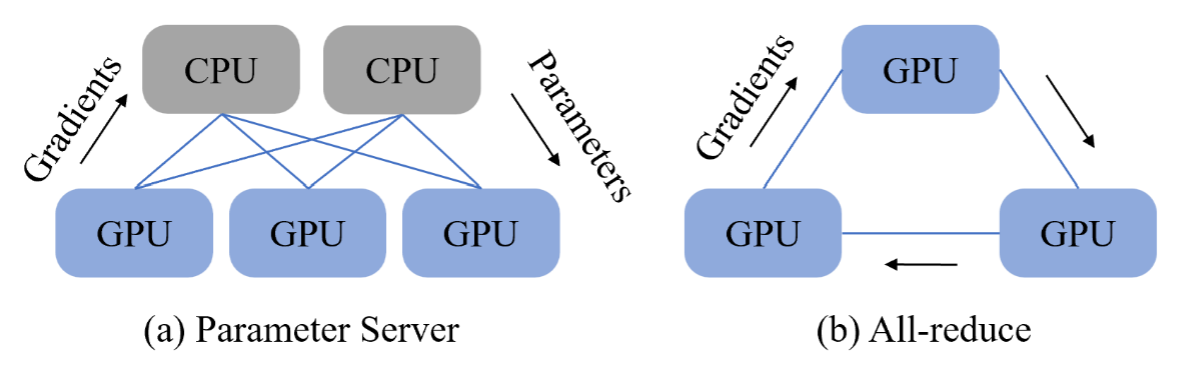 Gradients
CPU
CPU
Parameters
GPU
GPU
GPU
(a) Parameter Server
Gradients
GPU
GPU
GPU
(b) All-reduce